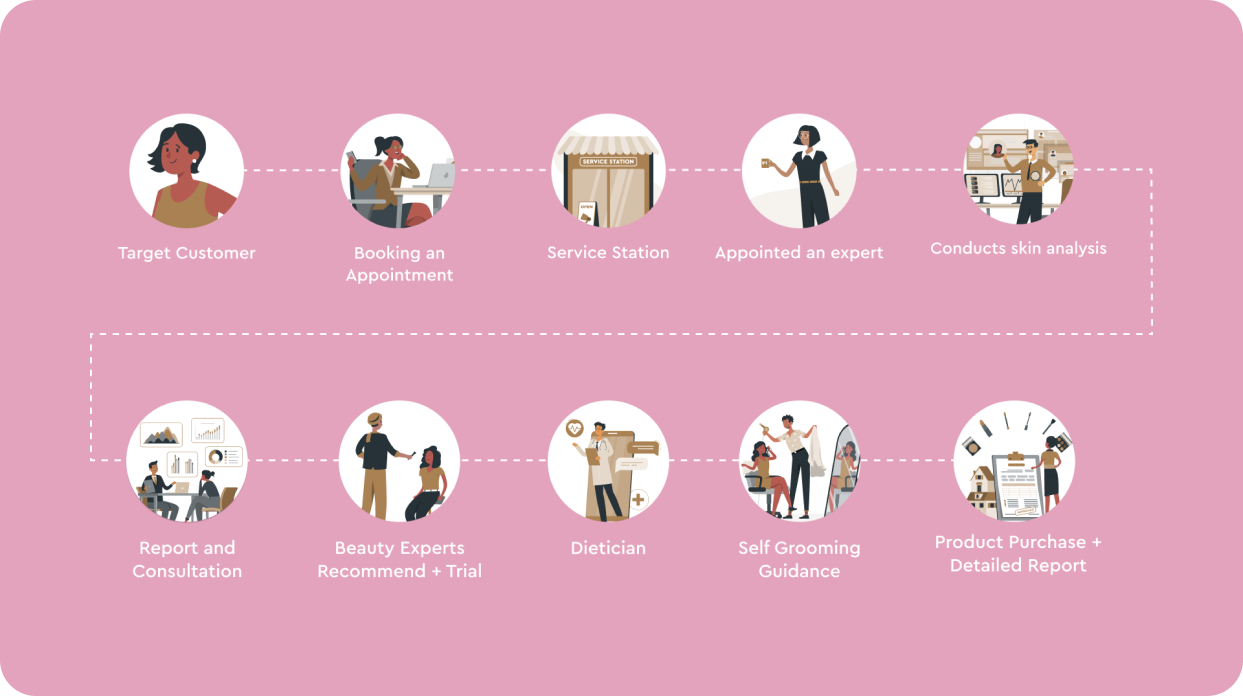 SERVICE STATION
OPEN
#1
Target Customer
Booking an
Appointment
Service Station
Appointed an expert
Conducts skin analysis
Report and
Consultation
Beauty Experts
Recommend + Trial
Dietician
Self Grooming
Guidance
Product Purchase +
Detailed Report